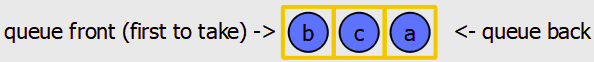 queue front (first to take) -> b c a <- queue back